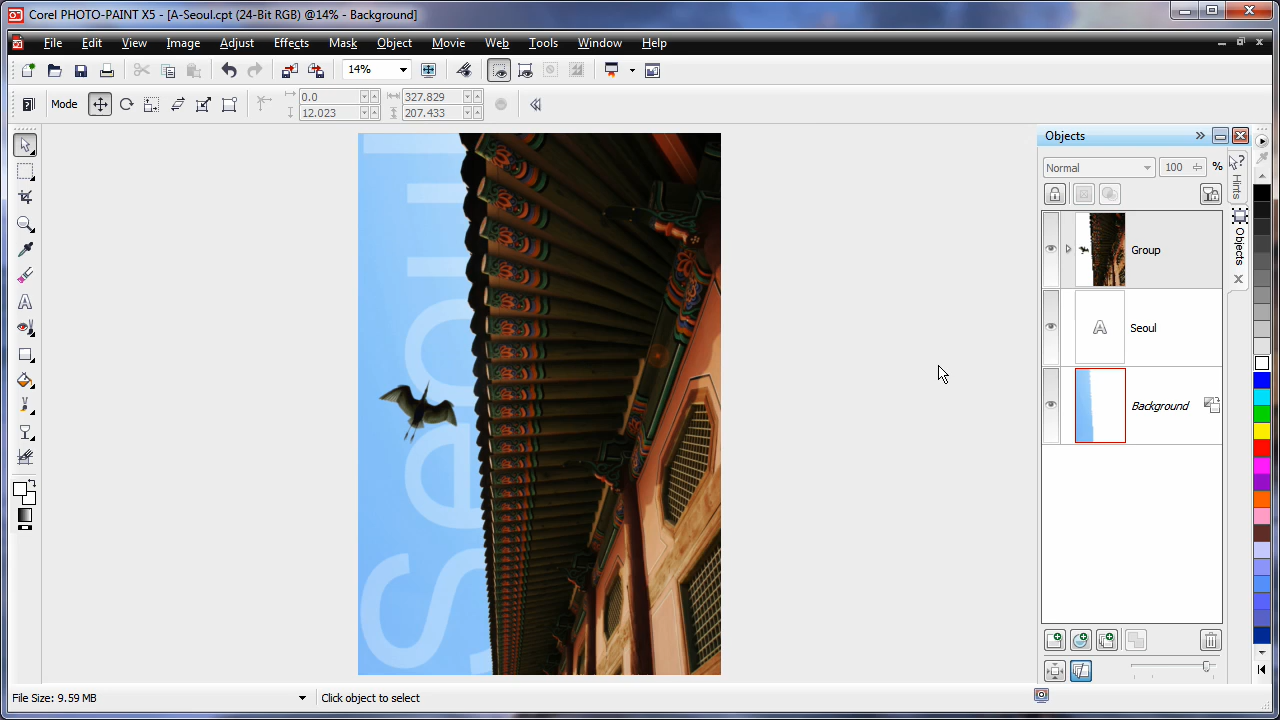 Corel PHOTO-PAINT X5 - [A-Seoul.cpt (24-Bit RGB) @14% - Background]
File Edit View Image Adjust Effects Mask Object Movie Web Tools Window Help
14%
Mode
0.0 327.829
12.023 207.433
Objects
Normal 100 %
Hints
Objects
Group
Seoul
Background
Seoul
File Size: 9.59 MB
Click object to select